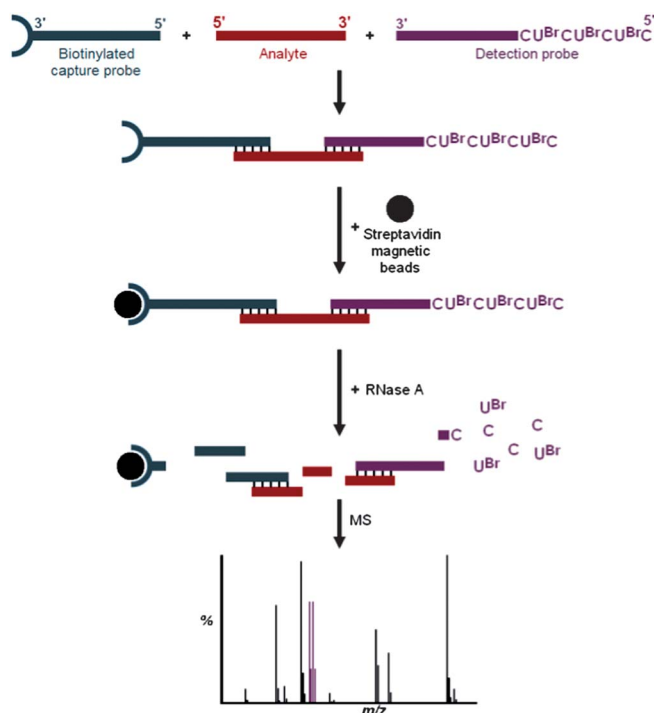 3' 5' 5' 3' 3' 5'
+ + CUBrCUBrCUBrC
Biotinylated
capture probe
Analyte
Detection probe
CUBrCUBrCUBrC
+
Streptavidin
magnetic
beads
CUBrCUBrCUBrC
+ RNase A
UBr
C C C
C UBr
UBr
MS
%
m/z